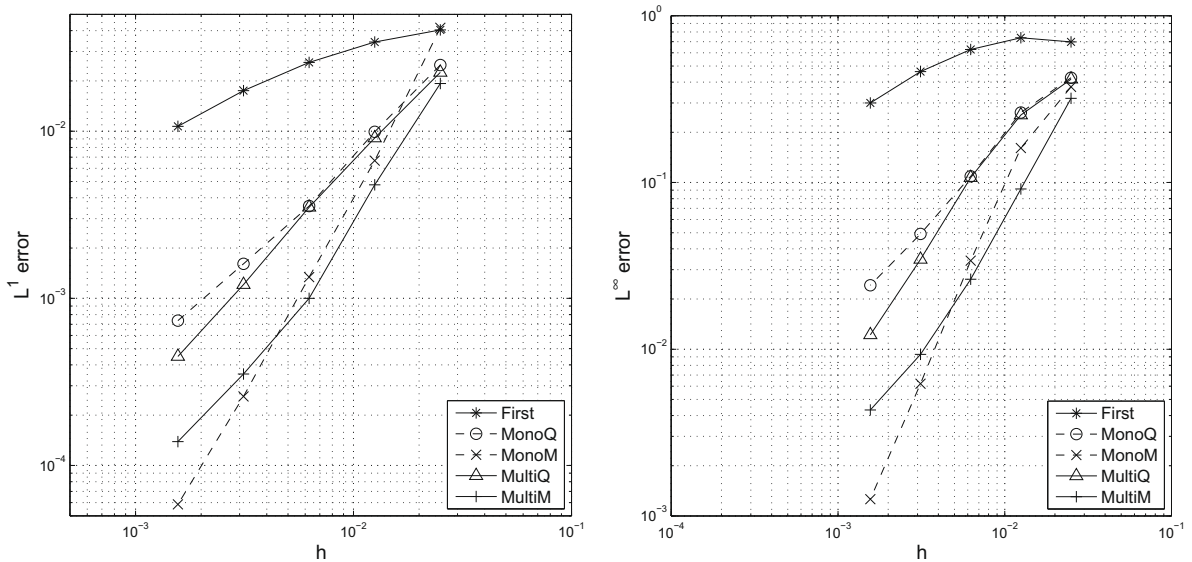 L¹ error
10⁻²
10⁻³
10⁻⁴
10⁻³
10⁻²
10⁻¹
h
First
MonoQ
MonoM
MultiQ
MultiM
L∞ error
10⁰
10⁻¹
10⁻²
10⁻³
10⁻⁴
10⁻³
10⁻²
10⁻¹
h
First
MonoQ
MonoM
MultiQ
MultiM